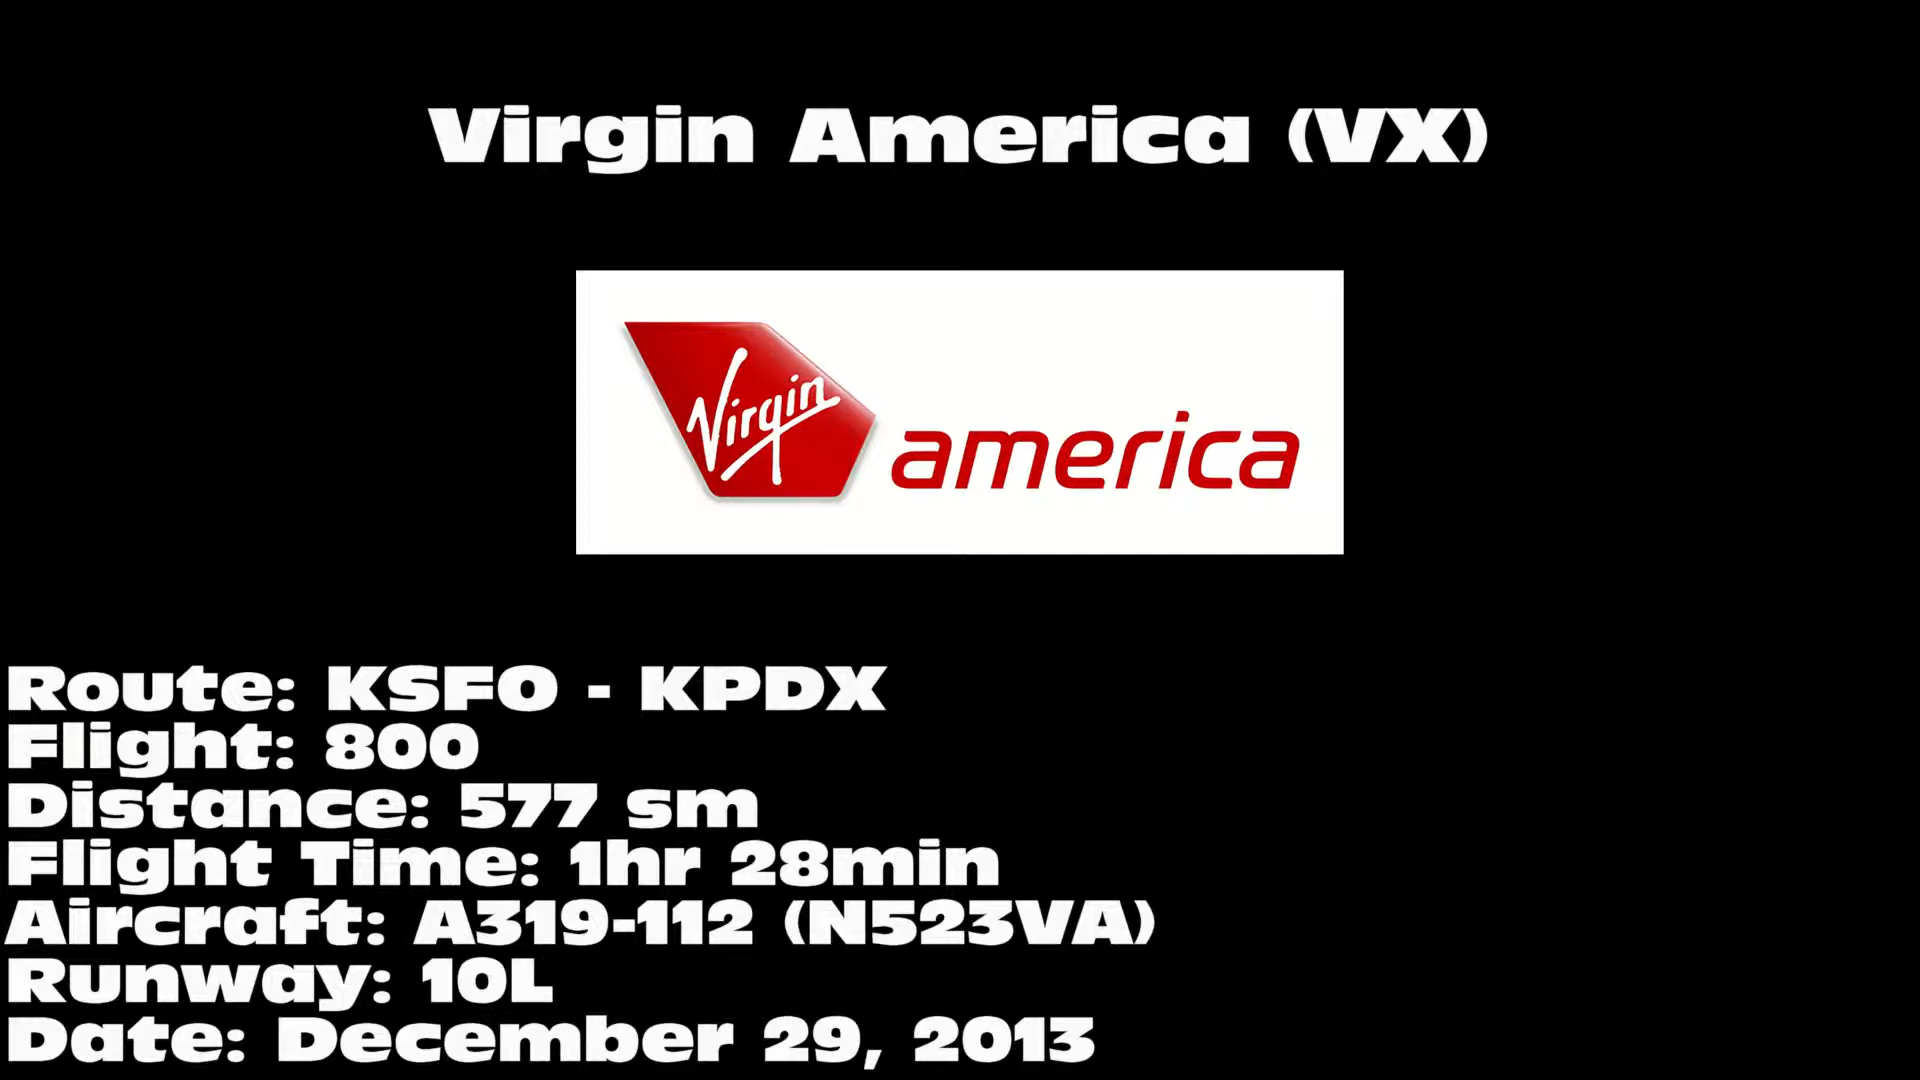 Virgin America (VX)
Virgin
america
Route: KSFO - KPDX
Flight: 800
Distance: 577 sm
Flight Time: 1hr 28min
Aircraft: A319-112 (N523VA)
Runway: 10L
Date: December 29, 2013